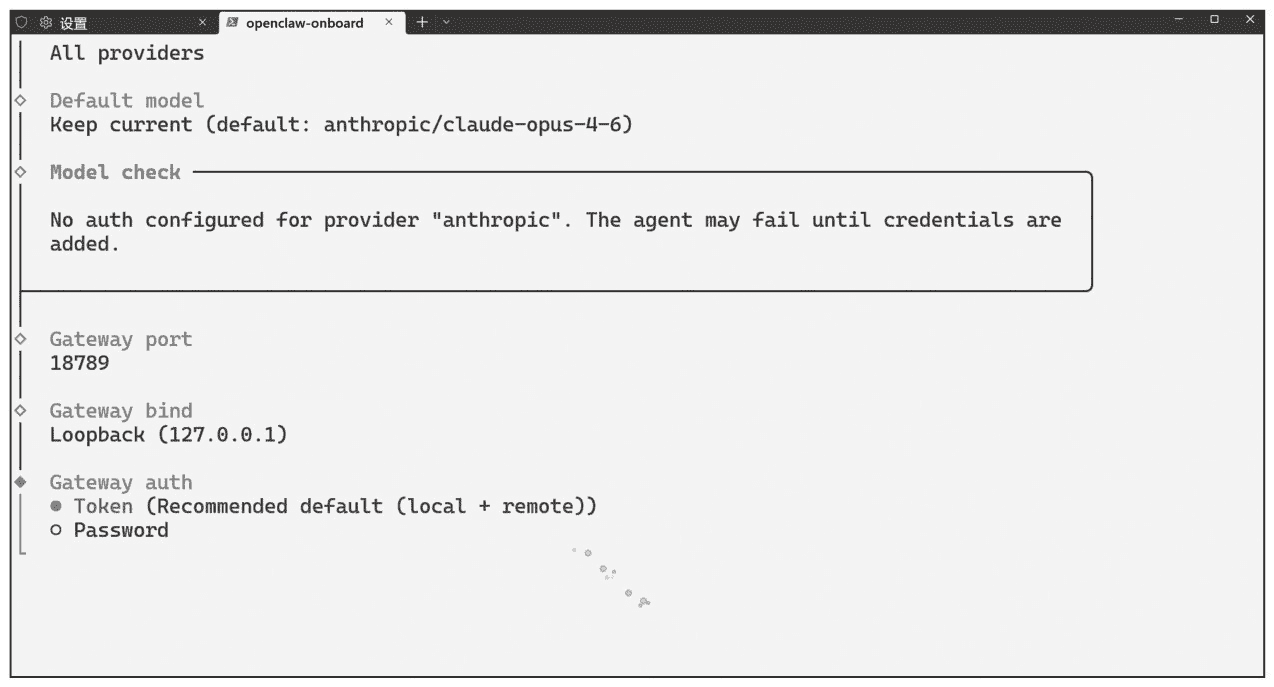 设置
openclaw-onboard
All providers
Default model
Keep current (default: anthropic/claude-opus-4-6)
Model check
No auth configured for provider "anthropic". The agent may fail until credentials are
added.
Gateway port
18789
Gateway bind
Loopback (127.0.0.1)
Gateway auth
Token (Recommended default (local + remote))
Password